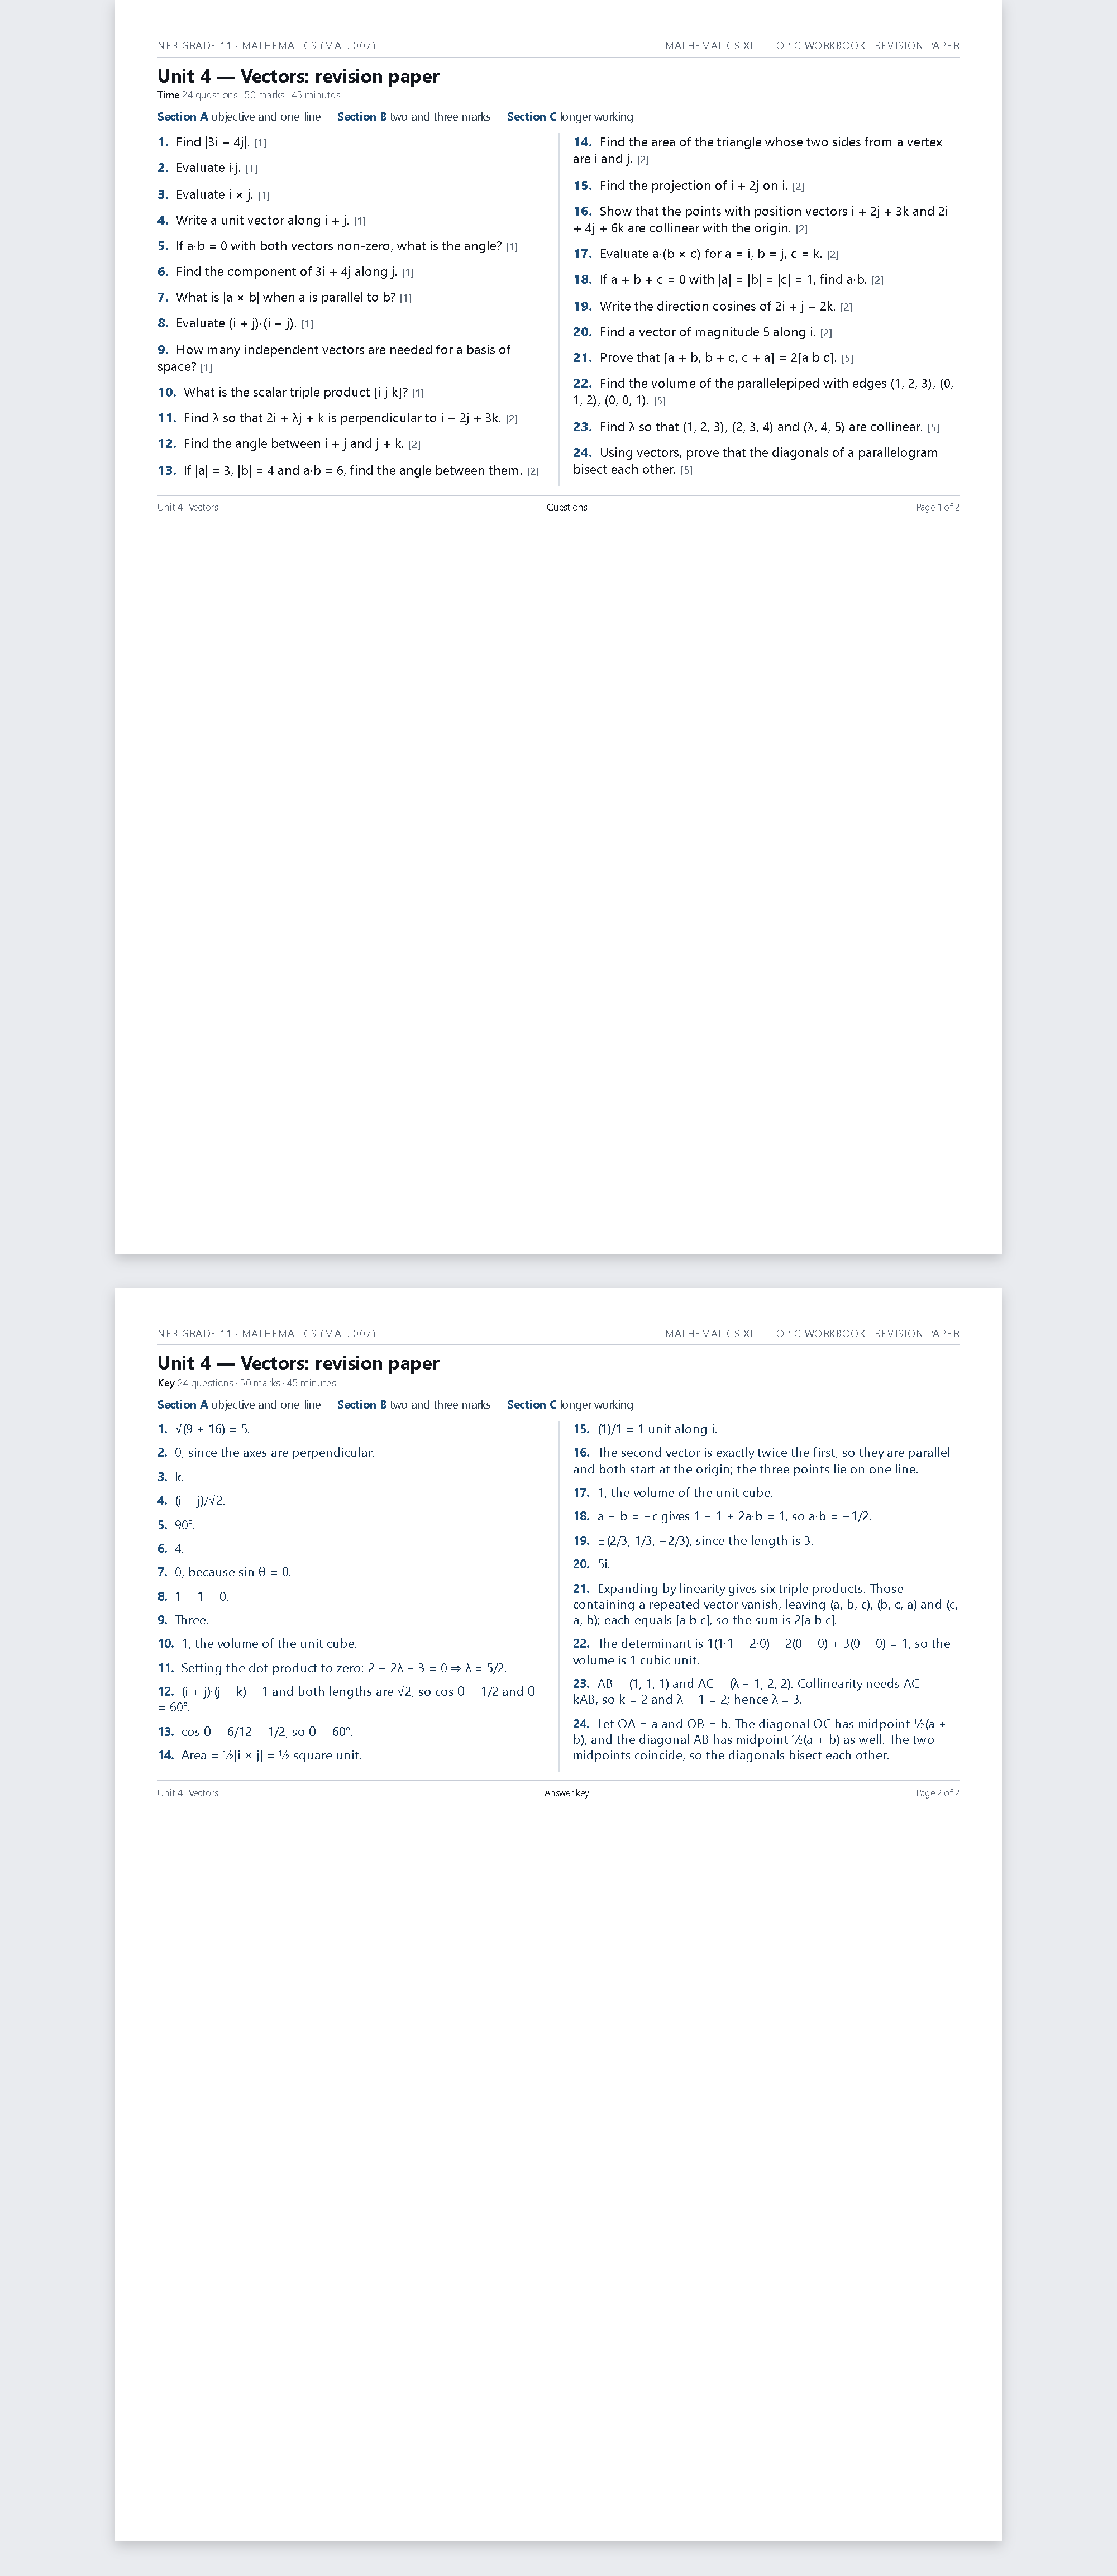 NEB GRADE 11 · MATHEMATICS (MAT. 007)
MATHEMATICS XI — TOPIC WORKBOOK · REVISION PAPER
Unit 4 — Vectors: revision paper
Time 24 questions · 50 marks · 45 minutes
Section A objective and one-line Section B two and three marks Section C longer working
1. Find |3i − 4j|. [1]
2. Evaluate i·j. [1]
3. Evaluate i × j. [1]
4. Write a unit vector along i + j. [1]
5. If a·b = 0 with both vectors non-zero, what is the angle? [1]
6. Find the component of 3i + 4j along j. [1]
7. What is |a × b| when a is parallel to b? [1]
8. Evaluate (i + j)·(i − j). [1]
9. How many independent vectors are needed for a basis of
space? [1]
10. What is the scalar triple product [i j k]? [1]
11. Find λ so that 2i + λj + k is perpendicular to i − 2j + 3k. [2]
12. Find the angle between i + j and j + k. [2]
13. If |a| = 3, |b| = 4 and a·b = 6, find the angle between them. [2]
14. Find the area of the triangle whose two sides from a vertex
are i and j. [2]
15. Find the projection of i + 2j on i. [2]
16. Show that the points with position vectors i + 2j + 3k and 2i
+ 4j + 6k are collinear with the origin. [2]
17. Evaluate a·(b × c) for a = i, b = j, c = k. [2]
18. If a + b + c = 0 with |a| = |b| = |c| = 1, find a·b. [2]
19. Write the direction cosines of 2i + j − 2k. [2]
20. Find a vector of magnitude 5 along i. [2]
21. Prove that [a + b, b + c, c + a] = 2[a b c]. [5]
22. Find the volume of the parallelepiped with edges (1, 2, 3), (0,
1, 2), (0, 0, 1). [5]
23. Find λ so that (1, 2, 3), (2, 3, 4) and (λ, 4, 5) are collinear. [5]
24. Using vectors, prove that the diagonals of a parallelogram
bisect each other. [5]
Unit 4 · Vectors
Questions
Page 1 of 2
NEB GRADE 11 · MATHEMATICS (MAT. 007)
MATHEMATICS XI — TOPIC WORKBOOK · REVISION PAPER
Unit 4 — Vectors: revision paper
Key 24 questions · 50 marks · 45 minutes
Section A objective and one-line Section B two and three marks Section C longer working
1. √(9 + 16) = 5.
2. 0, since the axes are perpendicular.
3. k.
4. (i + j)/√2.
5. 90°.
6. 4.
7. 0, because sin θ = 0.
8. 1 − 1 = 0.
9. Three.
10. 1, the volume of the unit cube.
11. Setting the dot product to zero: 2 − 2λ + 3 = 0 ⇒ λ = 5/2.
12. (i + j)·(j + k) = 1 and both lengths are √2, so cos θ = 1/2 and θ
= 60°.
13. cos θ = 6/12 = 1/2, so θ = 60°.
14. Area = ½|i × j| = ½ square unit.
15. (1)/1 = 1 unit along i.
16. The second vector is exactly twice the first, so they are parallel
and both start at the origin; the three points lie on one line.
17. 1, the volume of the unit cube.
18. a + b = −c gives 1 + 1 + 2a·b = 1, so a·b = −1/2.
19. ±(2/3, 1/3, −2/3), since the length is 3.
20. 5i.
21. Expanding by linearity gives six triple products. Those
containing a repeated vector vanish, leaving (a, b, c), (b, c, a) and (c,
a, b); each equals [a b c], so the sum is 2[a b c].
22. The determinant is 1(1·1 − 2·0) − 2(0 − 0) + 3(0 − 0) = 1, so the
volume is 1 cubic unit.
23. AB = (1, 1, 1) and AC = (λ − 1, 2, 2). Collinearity needs AC =
kAB, so k = 2 and λ − 1 = 2; hence λ = 3.
24. Let OA = a and OB = b. The diagonal OC has midpoint ½(a +
b), and the diagonal AB has midpoint ½(a + b) as well. The two
midpoints coincide, so the diagonals bisect each other.
Unit 4 · Vectors
Answer key
Page 2 of 2